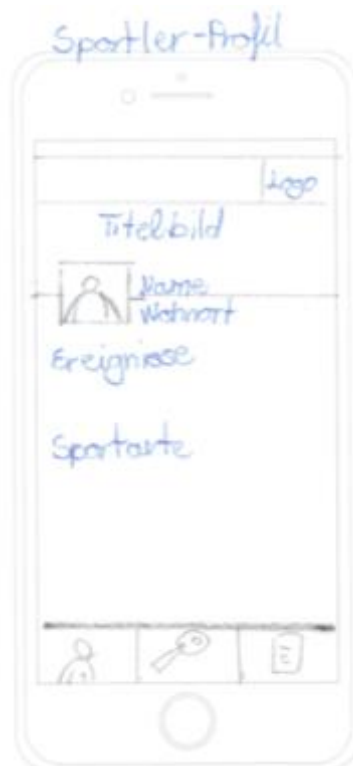 Sportler-Profil
Logo
Titelbild
Name
Wohnort
Ereignisse
Sportarte